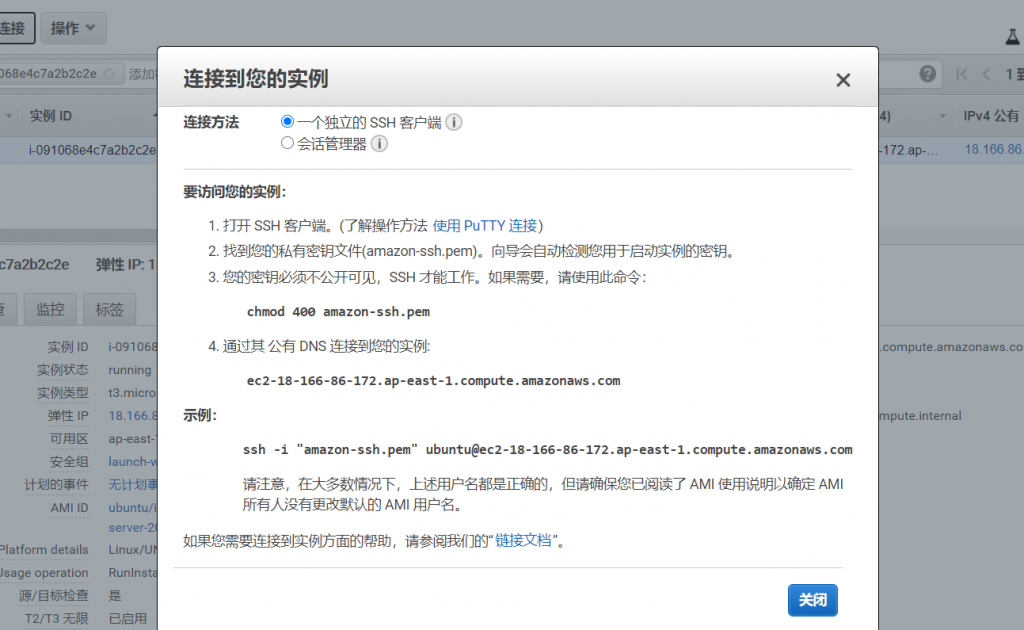 连接
操作
068e4c7a2b2c2e
添加
1 到
实例 ID
4)
IPv4 公有
i-091068e4c7a2b2c2e
-172.ap-...
18.166.86.
连接到您的实例
连接方法
一个独立的 SSH 客户端
会话管理器
要访问您的实例：
1. 打开 SSH 客户端。(了解操作方法 使用 PuTTY 连接)
2. 找到您的私有密钥文件(amazon-ssh.pem)。向导会自动检测您用于启动实例的密钥。
3. 您的密钥必须不公开可见，SSH 才能工作。如果需要，请使用此命令：
chmod 400 amazon-ssh.pem
4. 通过其 公有 DNS 连接到您的实例:
ec2-18-166-86-172.ap-east-1.compute.amazonaws.com
示例：
ssh -i "amazon-ssh.pem" ubuntu@ec2-18-166-86-172.ap-east-1.compute.amazonaws.com
请注意，在大多数情况下，上述用户名都是正确的，但请确保您已阅读了 AMI 使用说明以确定 AMI
所有人没有更改默认的 AMI 用户名。
如果您需要连接到实例方面的帮助，请参阅我们的“链接文档”。
关闭
c7a2b2c2e
弹性 IP: 1
查
监控
标签
实例 ID
i-09106
.compute.amazonaws.co
实例状态
running
实例类型
t3.micro
弹性 IP
18.166.8
mpute.internal
可用区
ap-east-
安全组
launch-w
计划的事件
无计划事
AMI ID
ubuntu/i
server-20
Platform details
Linux/UN
Usage operation
RunInsta
源/目标检查
是
T2/T3 无限
已启用